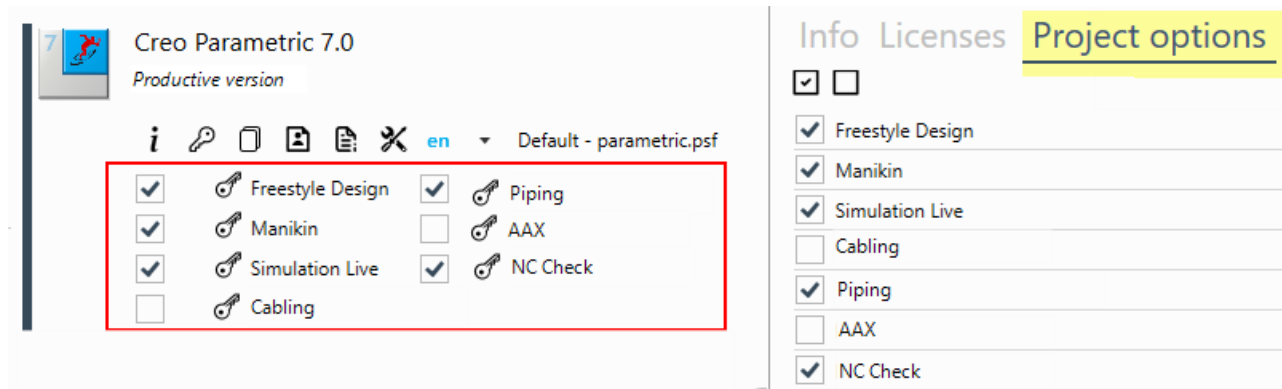 7
Creo Parametric 7.0
Productive version
i en Default - parametric.psf
Freestyle Design Piping
Manikin AAX
Simulation Live NC Check
Cabling
Info Licenses Project options
Freestyle Design
Manikin
Simulation Live
Cabling
Piping
AAX
NC Check